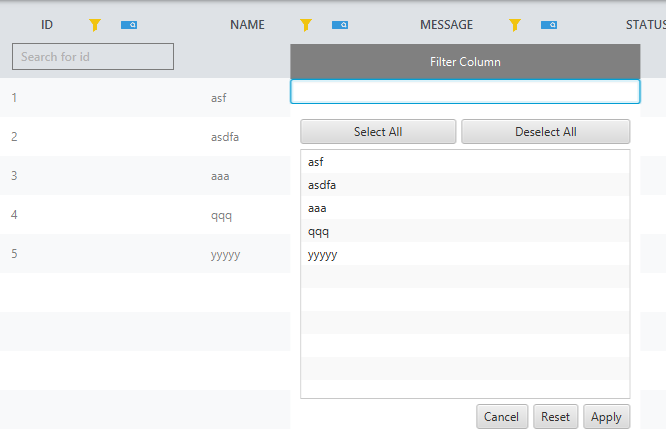 ID NAME MESSAGE STATUS
Search for id
Filter Column
1 asf
2 asdfa
3 aaa
4 qqq
5 yyyyy
Select All Deselect All
asf
asdfa
aaa
qqq
yyyyy
Cancel Reset Apply